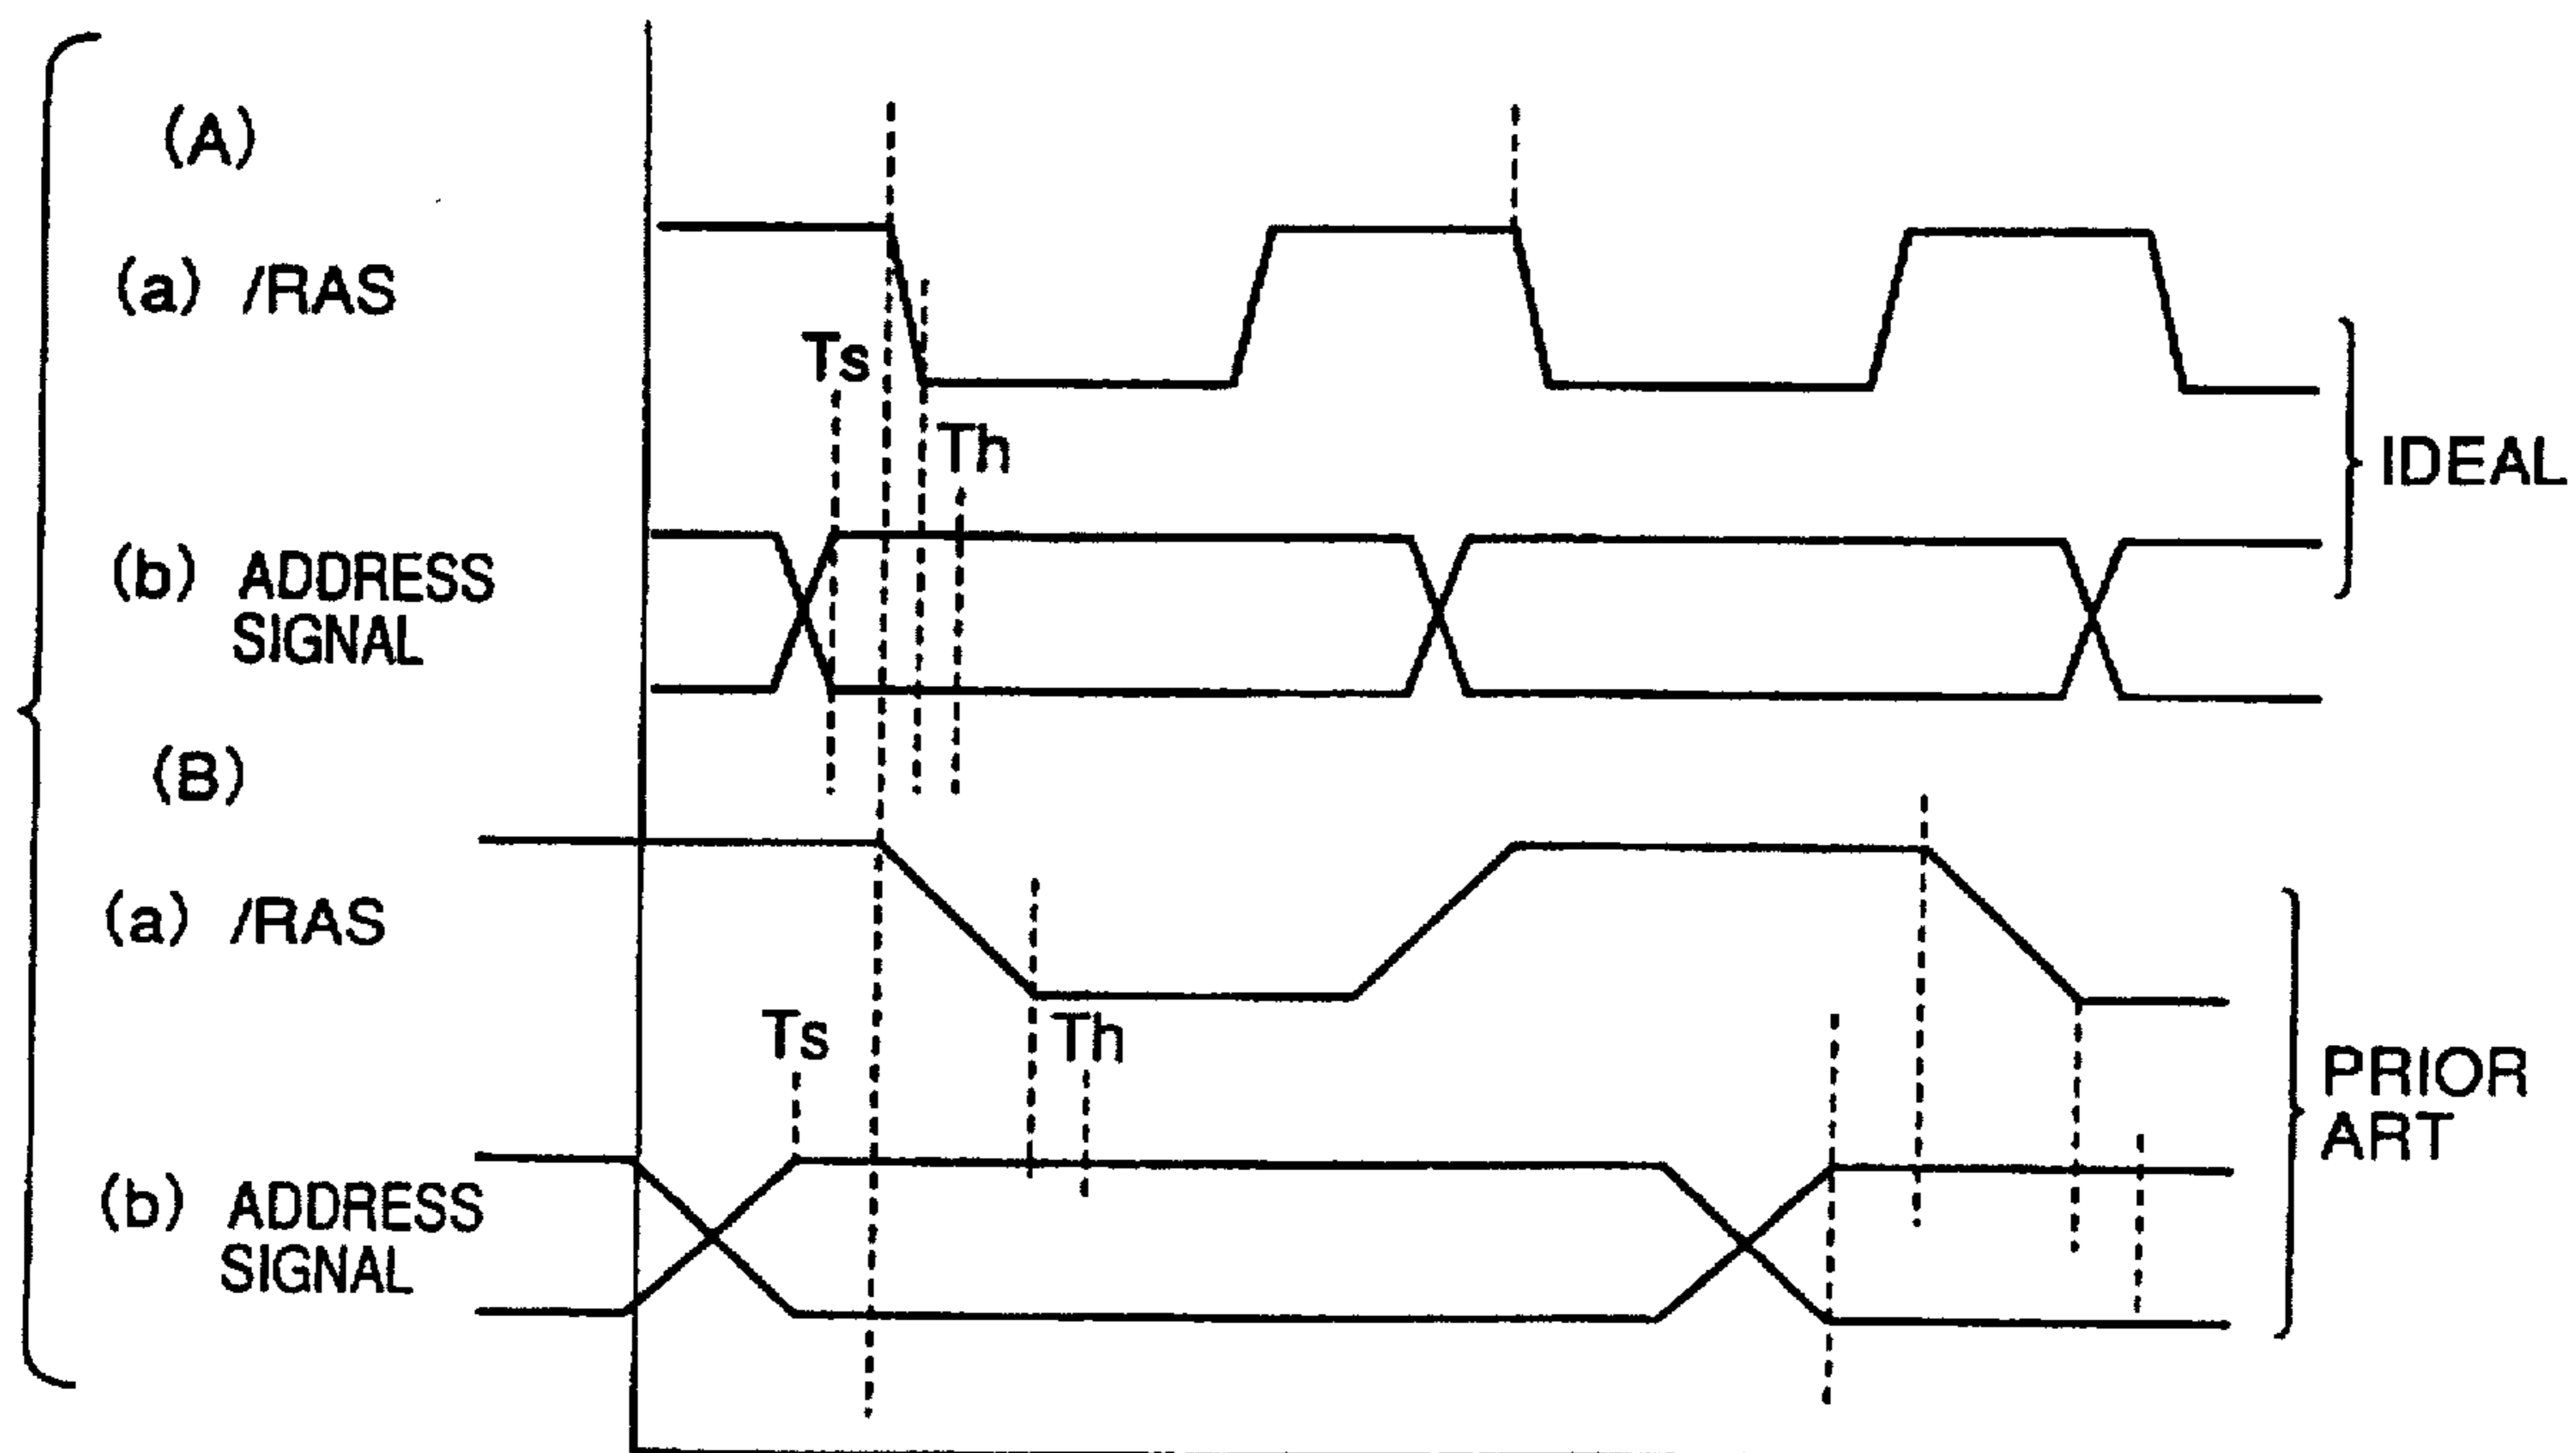 (A)
(a) /RAS
Ts
Th
IDEAL
(b) ADDRESS
SIGNAL
(B)
(a) /RAS
Ts
Th
PRIOR
ART
(b) ADDRESS
SIGNAL